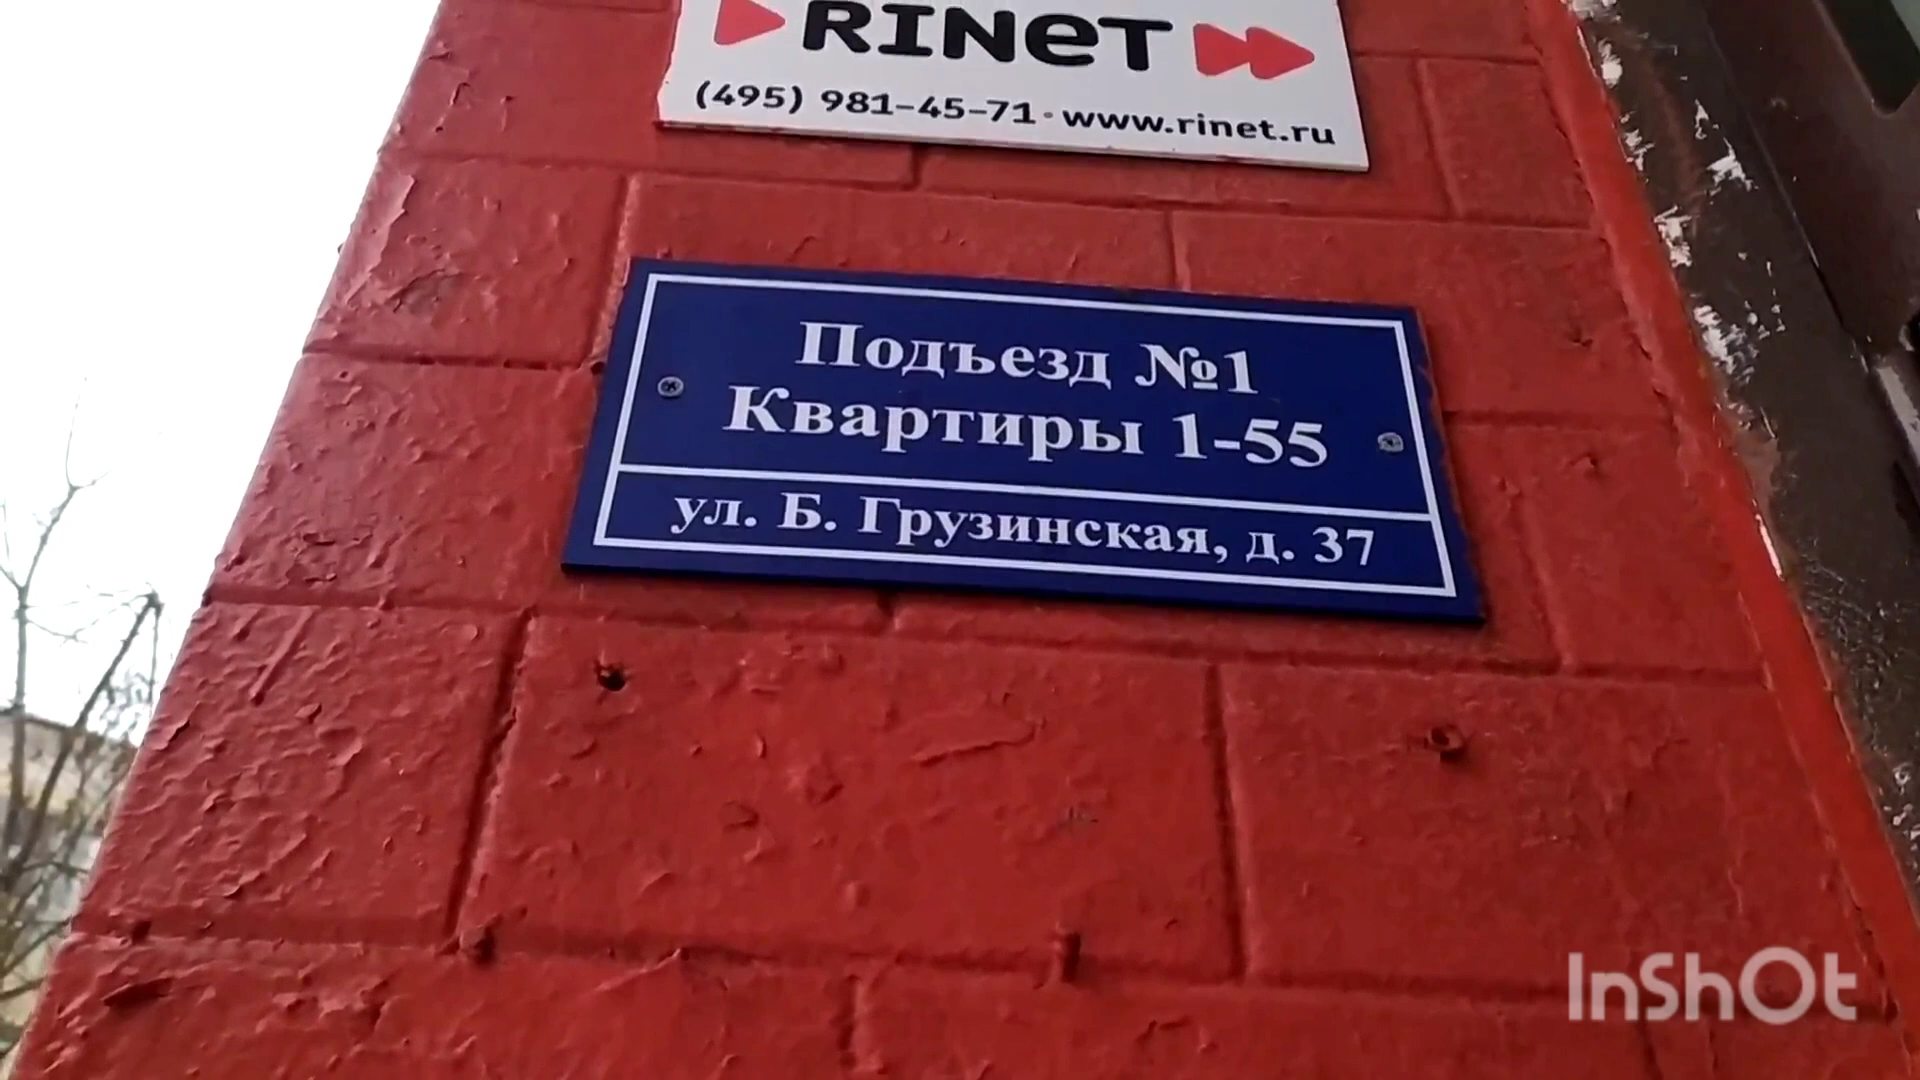 RINET
(495) 981-45-71 · www.rinet.ru
Подъезд №1
Квартиры 1-55
ул. Б. Грузинская, д. 37
InShOt